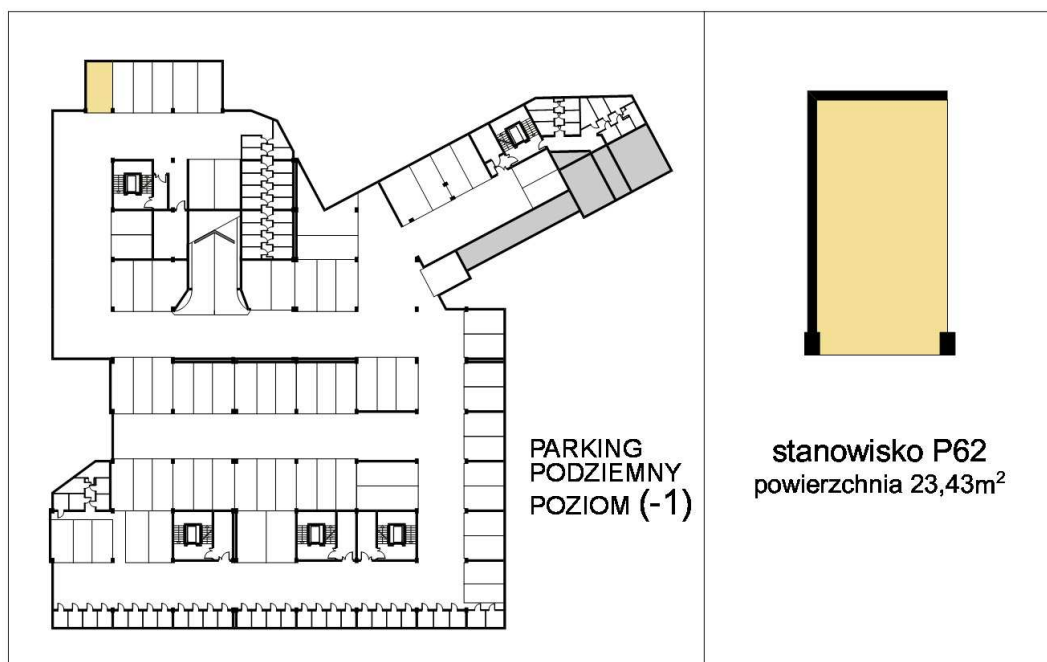 PARKING
PODZIEMNY
POZIOM (-1)
stanowisko P62
powierzchnia 23,43m²